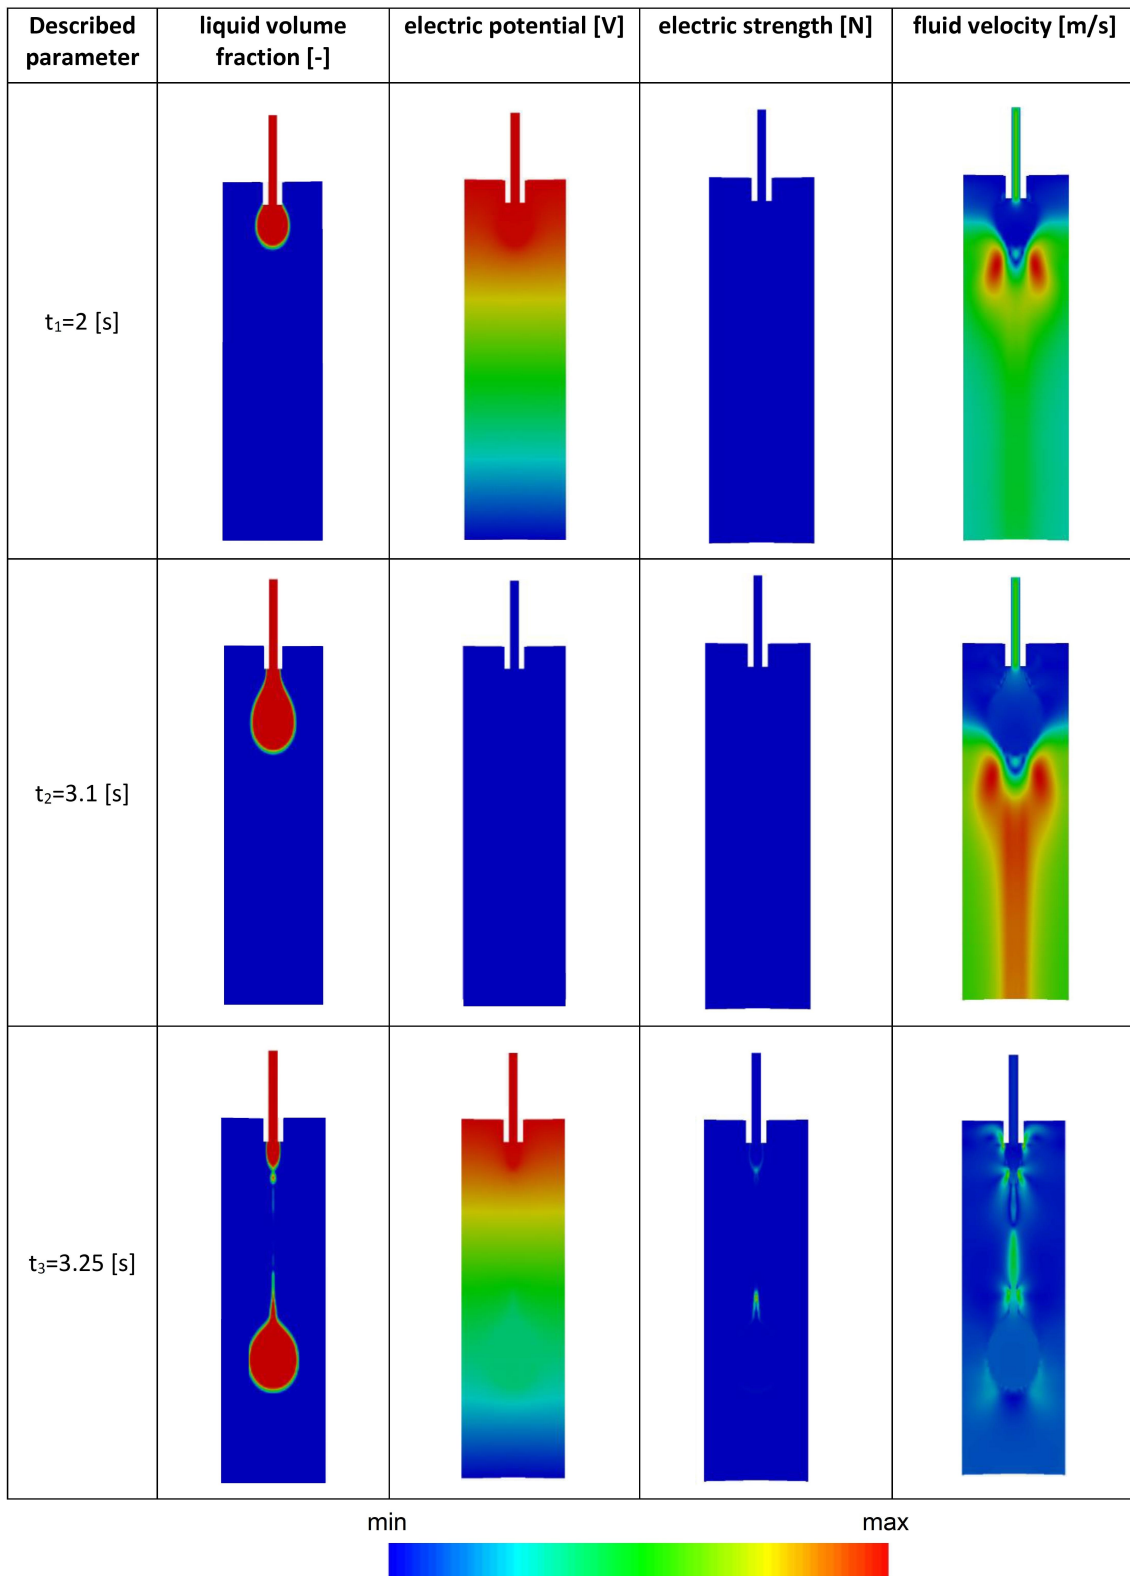 Described parameter
liquid volume fraction [-]
electric potential [V]
electric strength [N]
fluid velocity [m/s]
t₁=2 [s]
t₂=3.1 [s]
t₃=3.25 [s]
min
max